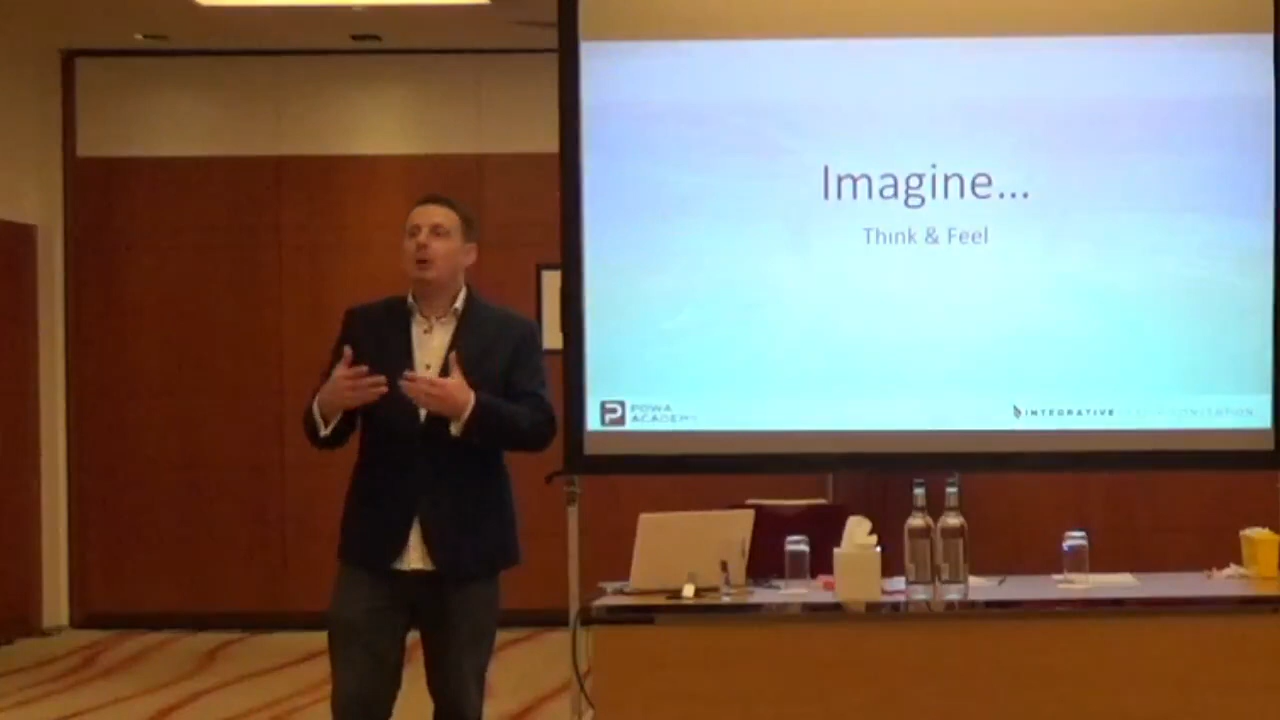 Imagine...
Think & Feel
POWA
ACADEMY
INTEGRATIVE